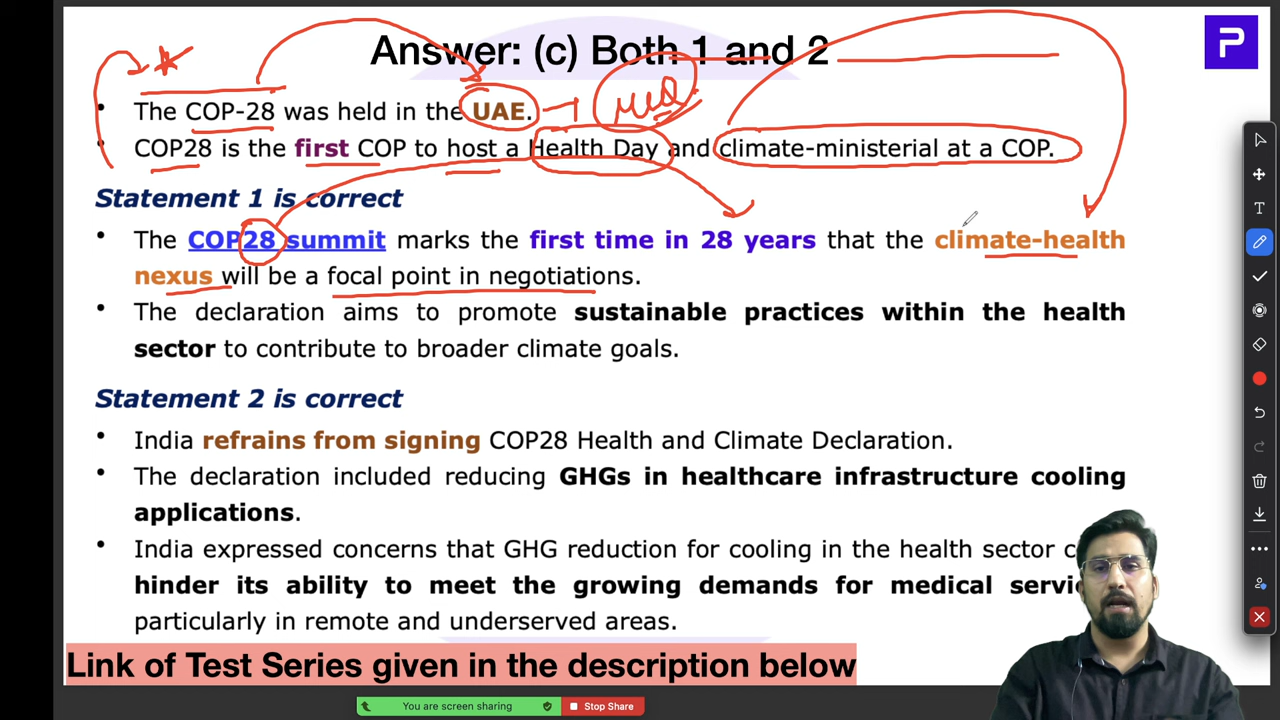 Answer: (c) Both 1 and 2
P
• The COP-28 was held in the UAE.
• COP28 is the first COP to host a Health Day and climate-ministerial at a COP.
Statement 1 is correct
• The COP28 summit marks the first time in 28 years that the climate-health
nexus will be a focal point in negotiations.
• The declaration aims to promote sustainable practices within the health
sector to contribute to broader climate goals.
Statement 2 is correct
• India refrains from signing COP28 Health and Climate Declaration.
• The declaration included reducing GHGs in healthcare infrastructure cooling
applications.
• India expressed concerns that GHG reduction for cooling in the health sector
hinder its ability to meet the growing demands for medical
particularly in remote and underserved areas.
Link of Test Series given in the description below
You are screen sharing
Stop Share